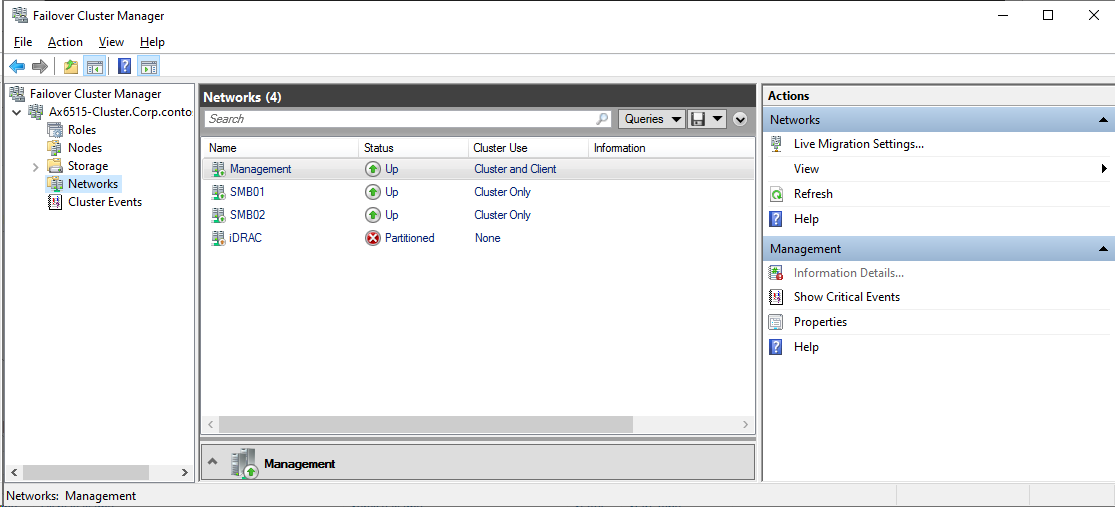 Failover Cluster Manager
File Action View Help
Failover Cluster Manager
Ax6515-Cluster.Corp.conto
Roles
Nodes
Storage
Networks
Cluster Events
Networks (4)
Search
Queries
Name Status Cluster Use Information
Management Up Cluster and Client
SMB01 Up Cluster Only
SMB02 Up Cluster Only
iDRAC Partitioned None
Management
Actions
Networks
Live Migration Settings...
View
Refresh
Help
Management
Information Details...
Show Critical Events
Properties
Help
Networks: Management